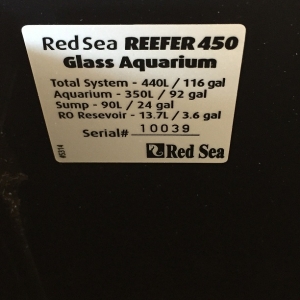 Red Sea REEFER 450
Glass Aquarium
Total System - 440L / 116 gal
Aquarium - 350L / 92 gal
Sump - 90L / 24 gal
RO Resevoir - 13.7L / 3.6 gal
Serial# 10039
Red Sea